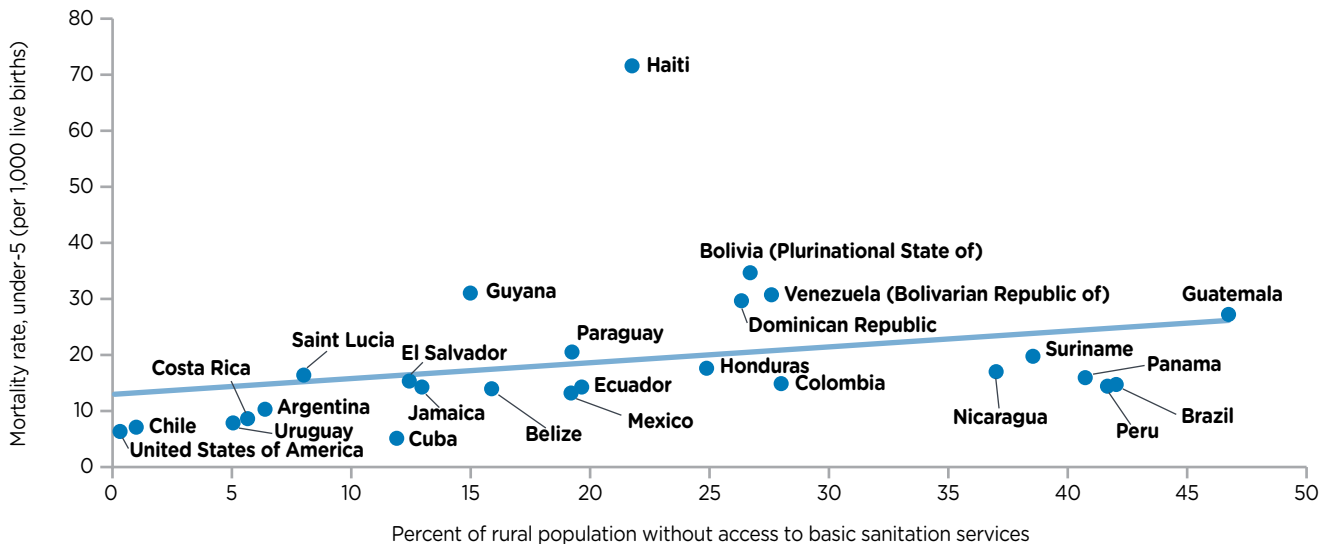 Mortality rate, under-5 (per 1,000 live births)
80
70
60
50
40
30
20
10
0
Haiti
Bolivia (Plurinational State of)
Guyana
Venezuela (Bolivarian Republic of)
Guatemala
Dominican Republic
Paraguay
Saint Lucia
El Salvador
Suriname
Costa Rica
Honduras
Panama
Ecuador
Colombia
Argentina
Jamaica
Nicaragua
Brazil
Mexico
Chile
Uruguay
Belize
Peru
Cuba
United States of America
0 5 10 15 20 25 30 35 40 45 50
Percent of rural population without access to basic sanitation services